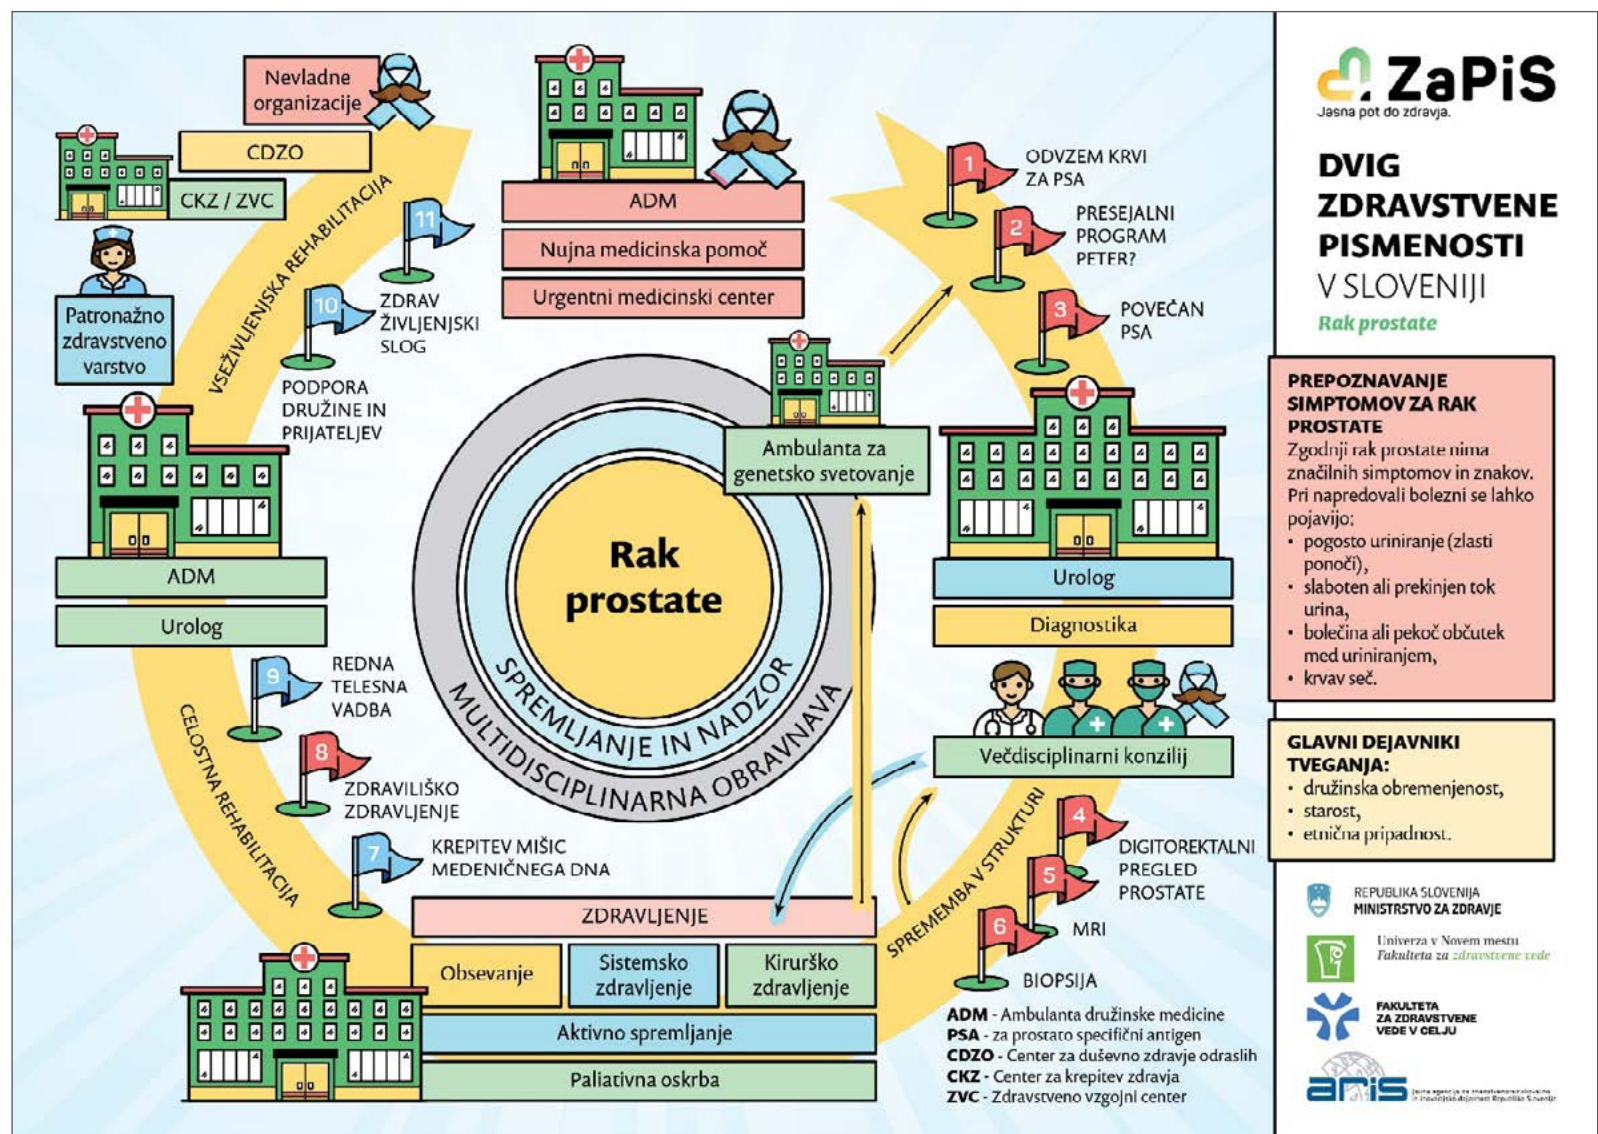 Nevladne
organizacije
CDZO
CKZ / ZVC
Patronažno
zdravstveno
varstvo
VSEŽIVLJENJSKA REHABILITACIJA
11
ZDRAV
ŽIVLJENJSKI
SLOG
10
PODPORA
DRUŽINE IN
PRIJATELJEV
ADM
Urolog
9
REDNA
TELESNA
VADBA
8
ZDRAVILIŠKO
ZDRAVLJENJE
7
KREPITEV MIŠIC
MEDENIČNEGA DNA
CELOSTNA REHABILITACIJA
ADM
Nujna medicinska pomoč
Urgentni medicinski center
Ambulanta za
genetsko svetovanje
Rak
prostate
SPREMLJANJE IN NADZOR
MULTIDISCIPLINARNA OBRAVNAVA
ZDRAVLJENJE
Obsevanje
Sistemsko
zdravljenje
Kirurško
zdravljenje
Aktivno spremljanje
Paliativna oskrba
1
ODVZEM KRVI
ZA PSA
2
PRESEJALNI
PROGRAM
PETER?
3
POVEČAN
PSA
Urolog
Diagnostika
Večdisciplinarni konzilij
SPREMEMBA V STRUKTURI
4
DIGITOREKTALNI
PREGLED
PROSTATE
5
MRI
6
BIOPSIJA
ADM - Ambulanta družinske medicine
PSA - za prostato specifični antigen
CDZO - Center za duševno zdravje odraslih
CKZ - Center za krepitev zdravja
ZVC - Zdravstveno vzgojni center
ZaPiS
Jasna pot do zdravja.
DVIG
ZDRAVSTVENE
PISMENOSTI
V SLOVENIJI
Rak prostate
PREPOZNAVANJE
SIMPTOMOV ZA RAK
PROSTATE
Zgodnji rak prostate nima
značilnih simptomov in znakov.
Pri napredovali bolezni se lahko
pojavijo:
• pogosto uriniranje (zlasti
ponoči),
• slaboten ali prekinjen tok
urina,
• bolečina ali pekoč občutek
med uriniranjem,
• krvav seč.
GLAVNI DEJAVNIKI
TVEGANJA:
• družinska obremenjenost,
• starost,
• etnična pripadnost.
REPUBLIKA SLOVENIJA
MINISTRSTVO ZA ZDRAVJE
Univerza v Novem mestu
Fakulteta za zdravstvene vede
FAKULTETA
ZA ZDRAVSTVENE
VEDE V CELJU
aris
Javna agencija za znanstvenoraziskovalno
in inovacijsko dejavnost Republike Slovenije